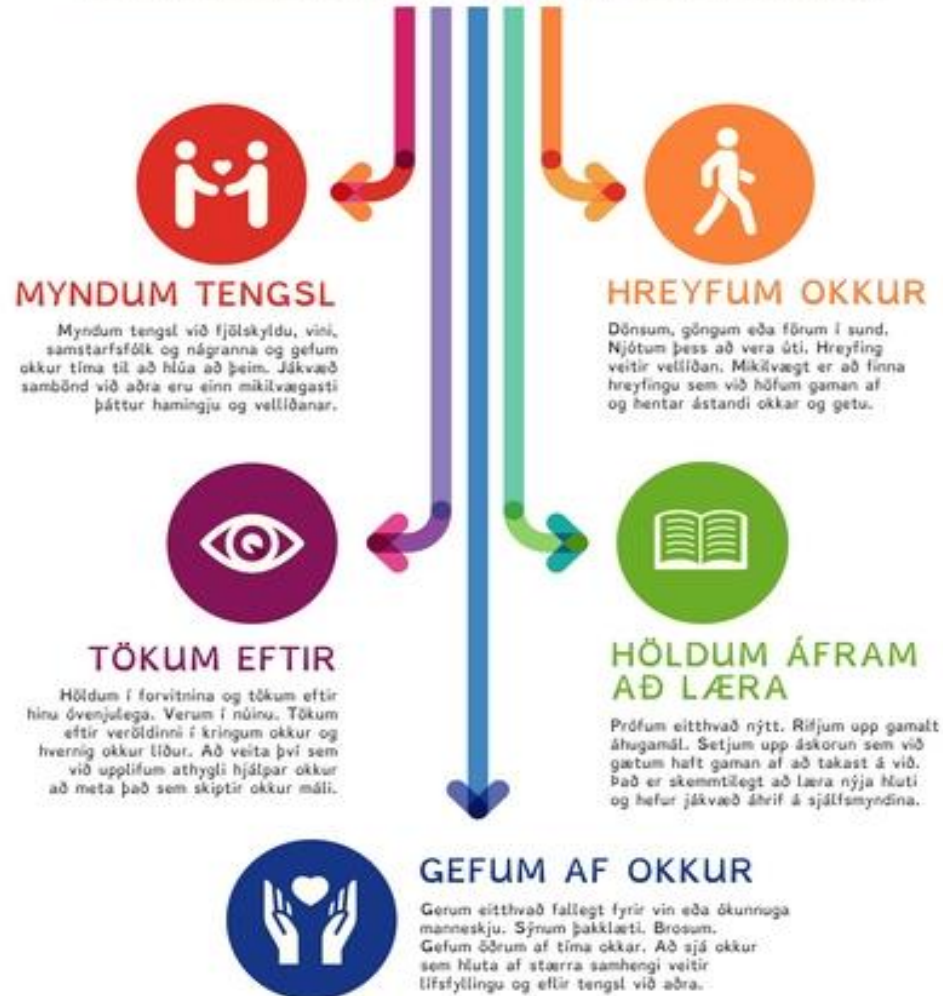 MYNDUM TENGSL
Myndum tengsl við fjölskyldu, vini,
samstarfsfólk og nágranna og gefum
okkur tíma til að hlúa að þeim. Jákvæð
sambönd við aðra eru einn mikilvægasti
þáttur hamingju og vellíðanar.
HREYFUM OKKUR
Dönsum, göngum eða förum í sund.
Njótum þess að vera úti. Hreyfing
veitir vellíðan. Mikilvægt er að finna
hreyfingu sem við höfum gaman af
og hentar ástandi okkar og getu.
TÖKUM EFTIR
Höldum í forvitnina og tökum eftir
hinu óvenjulega. Verum í núinu. Tökum
eftir veröldinni í kringum okkur og
hvernig okkur líður. Að veita því sem
við upplifum athygli hjálpar okkur
að meta það sem skiptir okkur máli.
HÖLDUM ÁFRAM
AÐ LÆRA
Prófum eitthvað nýtt. Rifjum upp gamalt
áhugamál. Setjum upp áskorun sem við
gætum haft gaman af að takast á við.
Það er skemmtilegt að læra nýja hluti
og hefur jákvæð áhrif á sjálfsmyndina.
GEFUM AF OKKUR
Gerum eitthvað fallegt fyrir vin eða ókunnuga
manneskju. Sýnum þakklæti. Brosum.
Gefum öðrum af tíma okkar. Að sjá okkur
sem hluta af stærra samhengi veitir
lífsfyllingu og eflir tengsl við aðra.